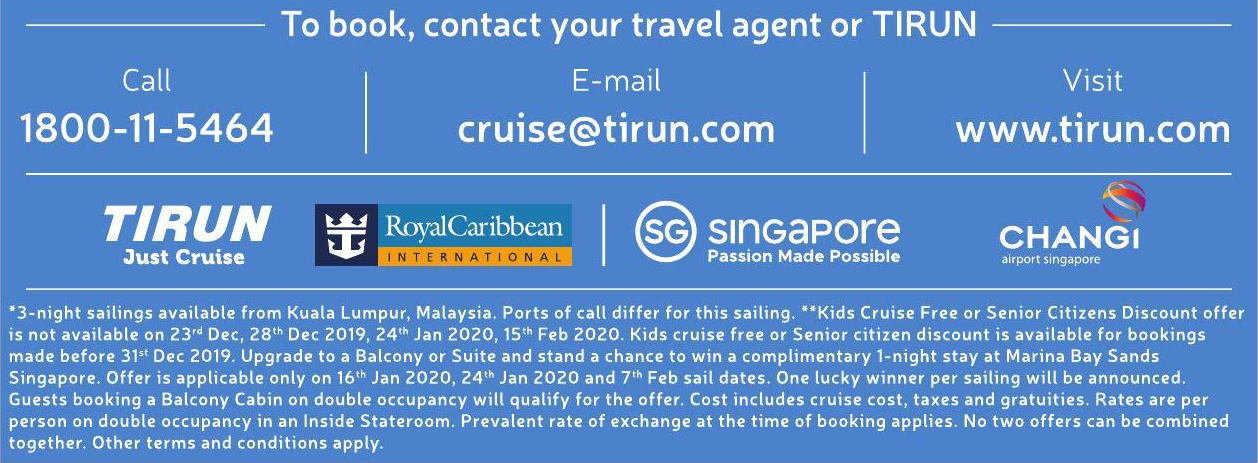 To book, contact your travel agent or TIRUN
Call
1800-11-5464
E-mail
cruise@tirun.com
Visit
www.tirun.com
TIRUN
Just Cruise
RoyalCaribbean
INTERNATIONAL
SG
SINGAPORE
Passion Made Possible
CHANGI
airport singapore
*3-night sailings available from Kuala Lumpur, Malaysia. Ports of call differ for this sailing. **Kids Cruise Free or Senior Citizens Discount offer
is not available on 23rd Dec, 28th Dec 2019, 24th Jan 2020, 15th Feb 2020. Kids cruise free or Senior citizen discount is available for bookings
made before 31st Dec 2019. Upgrade to a Balcony or Suite and stand a chance to win a complimentary 1-night stay at Marina Bay Sands
Singapore. Offer is applicable only on 16th Jan 2020, 24th Jan 2020 and 7th Feb sail dates. One lucky winner per sailing will be announced.
Guests booking a Balcony Cabin on double occupancy will qualify for the offer. Cost includes cruise cost, taxes and gratuities. Rates are per
person on double occupancy in an Inside Stateroom. Prevalent rate of exchange at the time of booking applies. No two offers can be combined
together. Other terms and conditions apply.